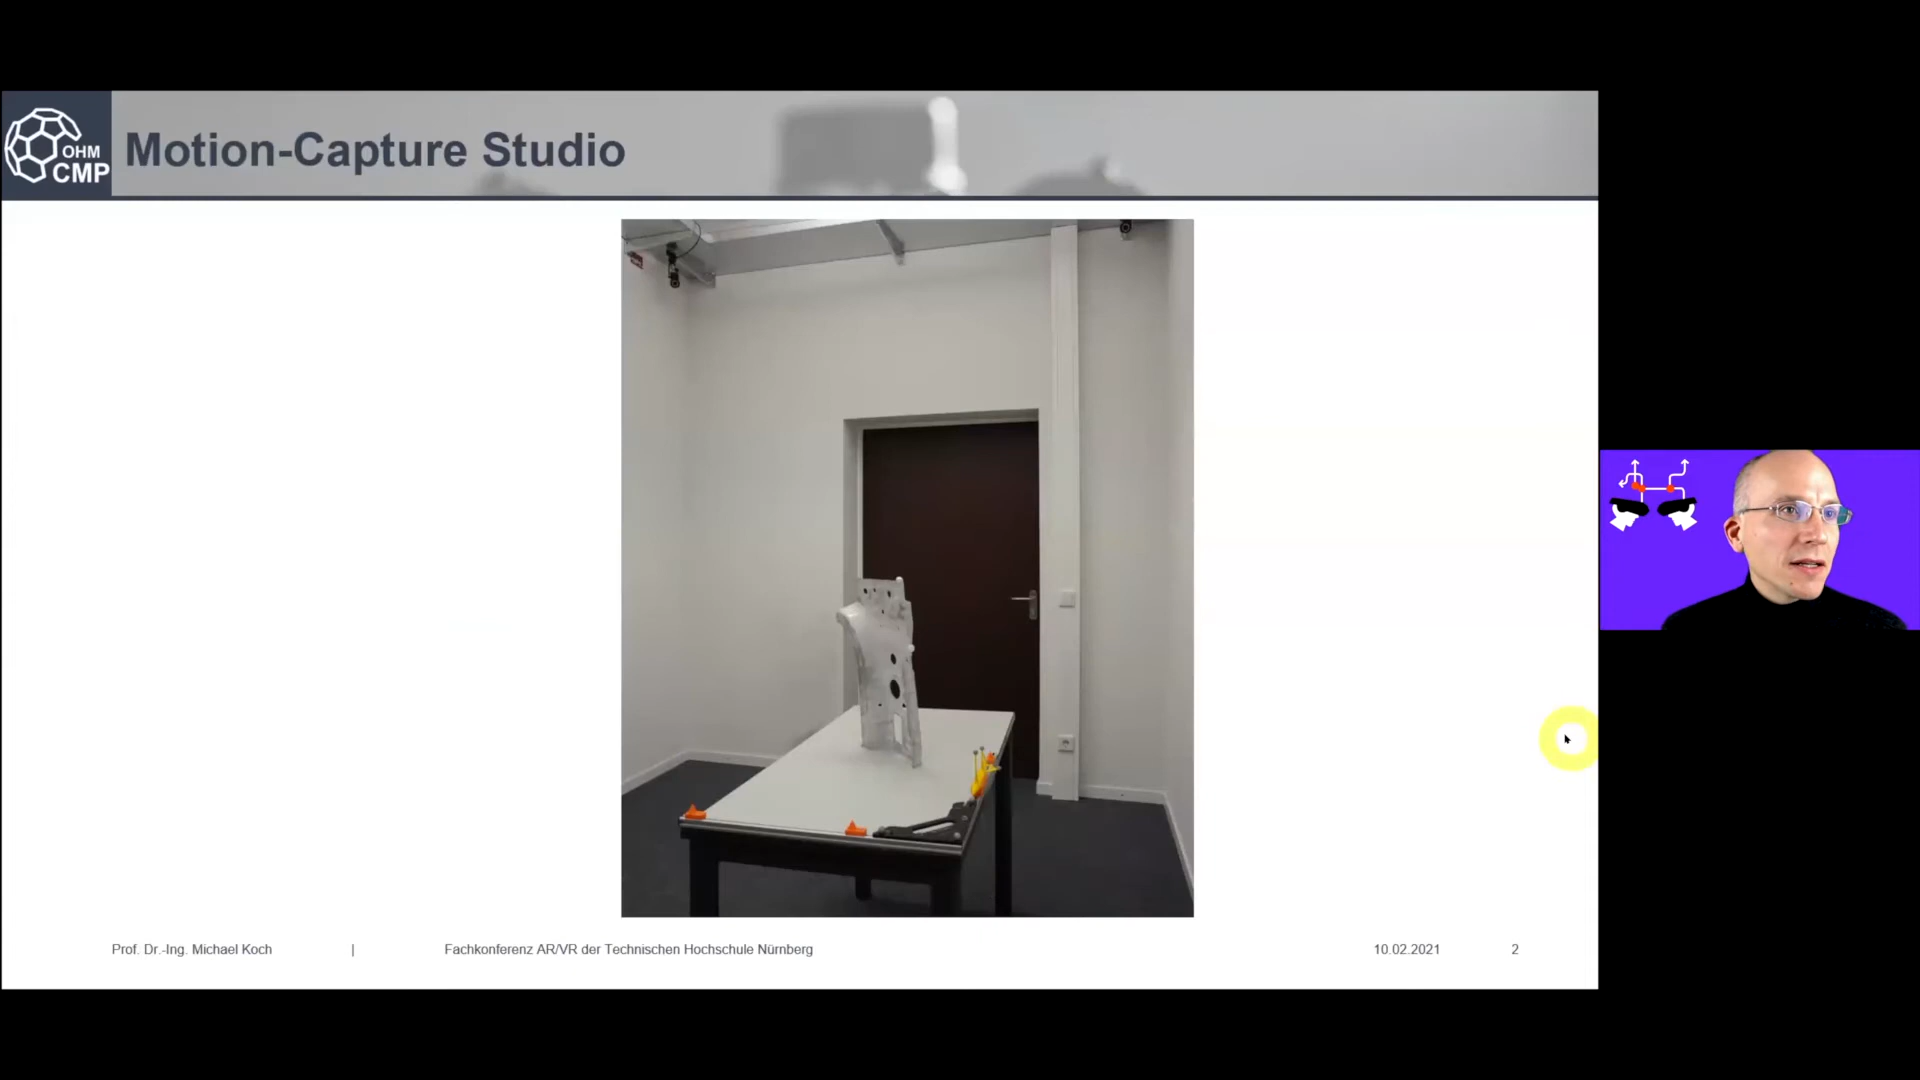 OHM
CMP
Motion-Capture Studio
Prof. Dr.-Ing. Michael Koch | Fachkonferenz AR/VR der Technischen Hochschule Nürnberg 10.02.2021 2